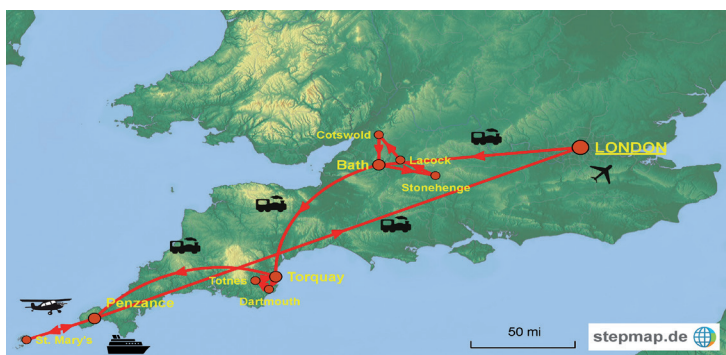 Cotswold
LONDON
Bath
Lacock
Stonehenge
Torquay
Totnes
Dartmouth
Penzance
St. Mary's
50 mi
stepmap.de